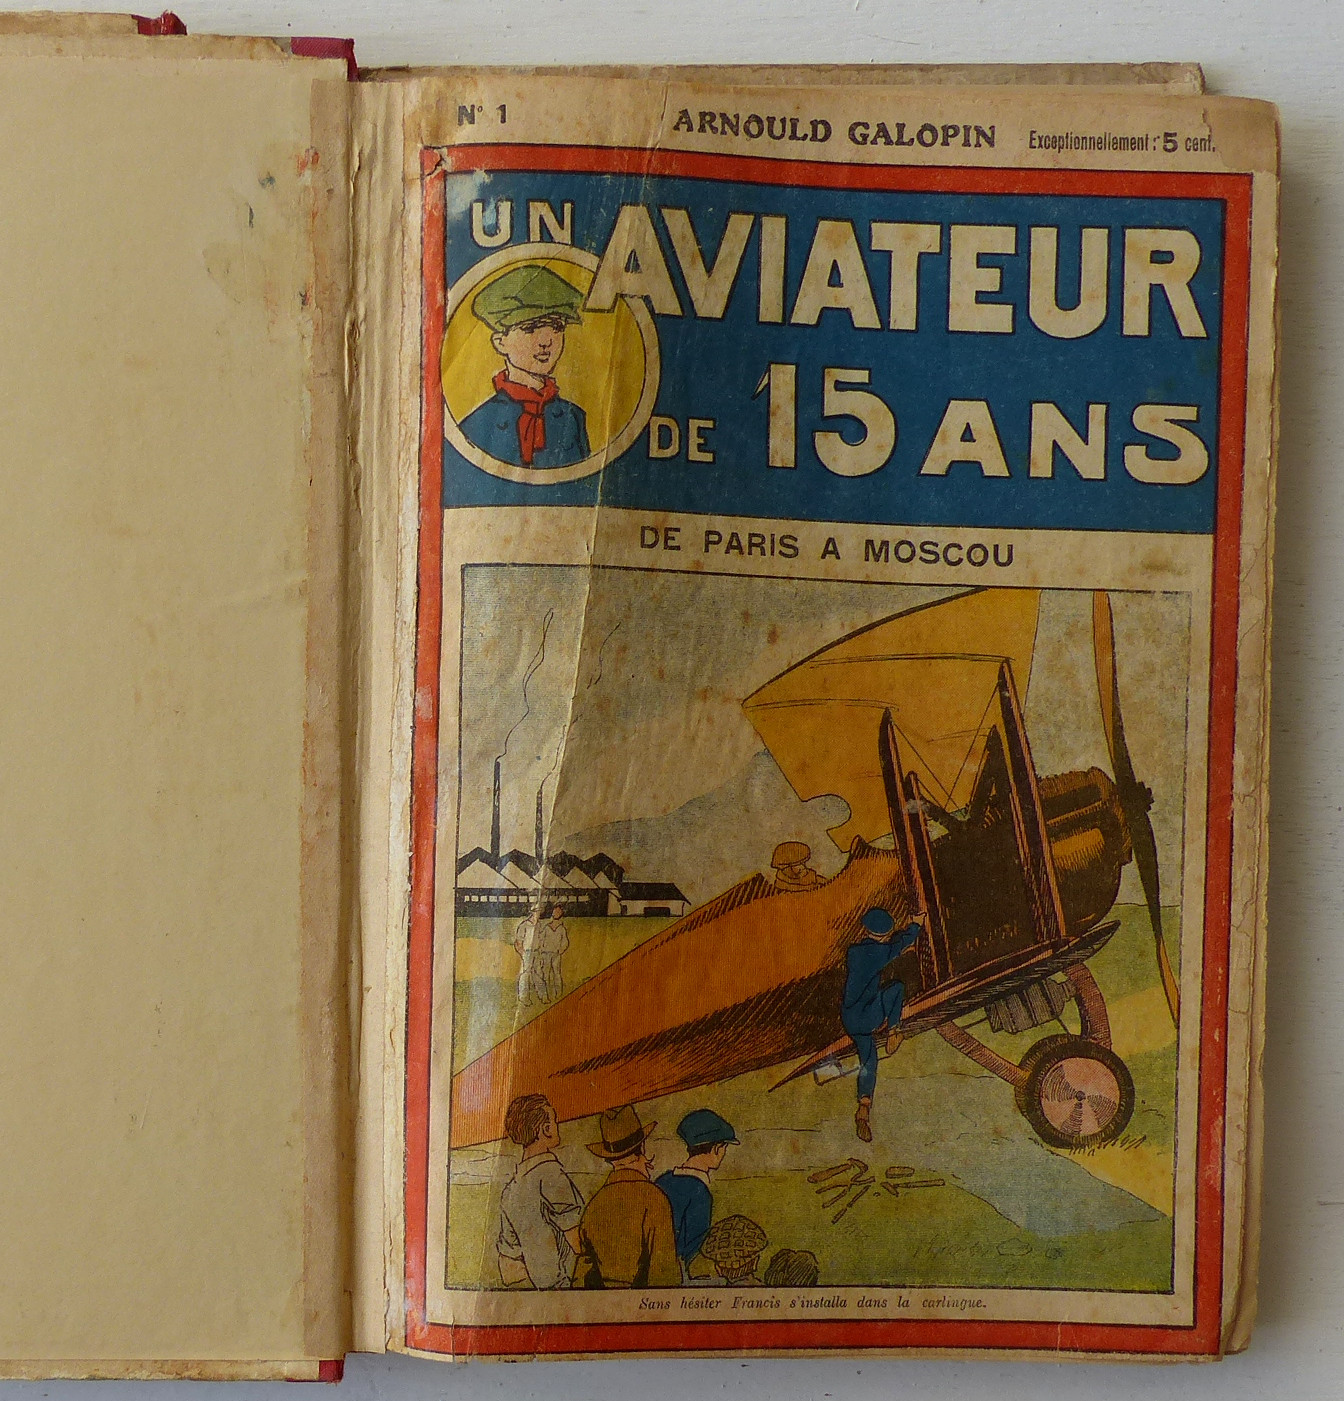 N° 1
ARNOULD GALOPIN
Exceptionnellement : 5 cent.
UN AVIATEUR
DE 15 ANS
DE PARIS A MOSCOU
Sans hésiter Francis s'installa dans la carlingue.